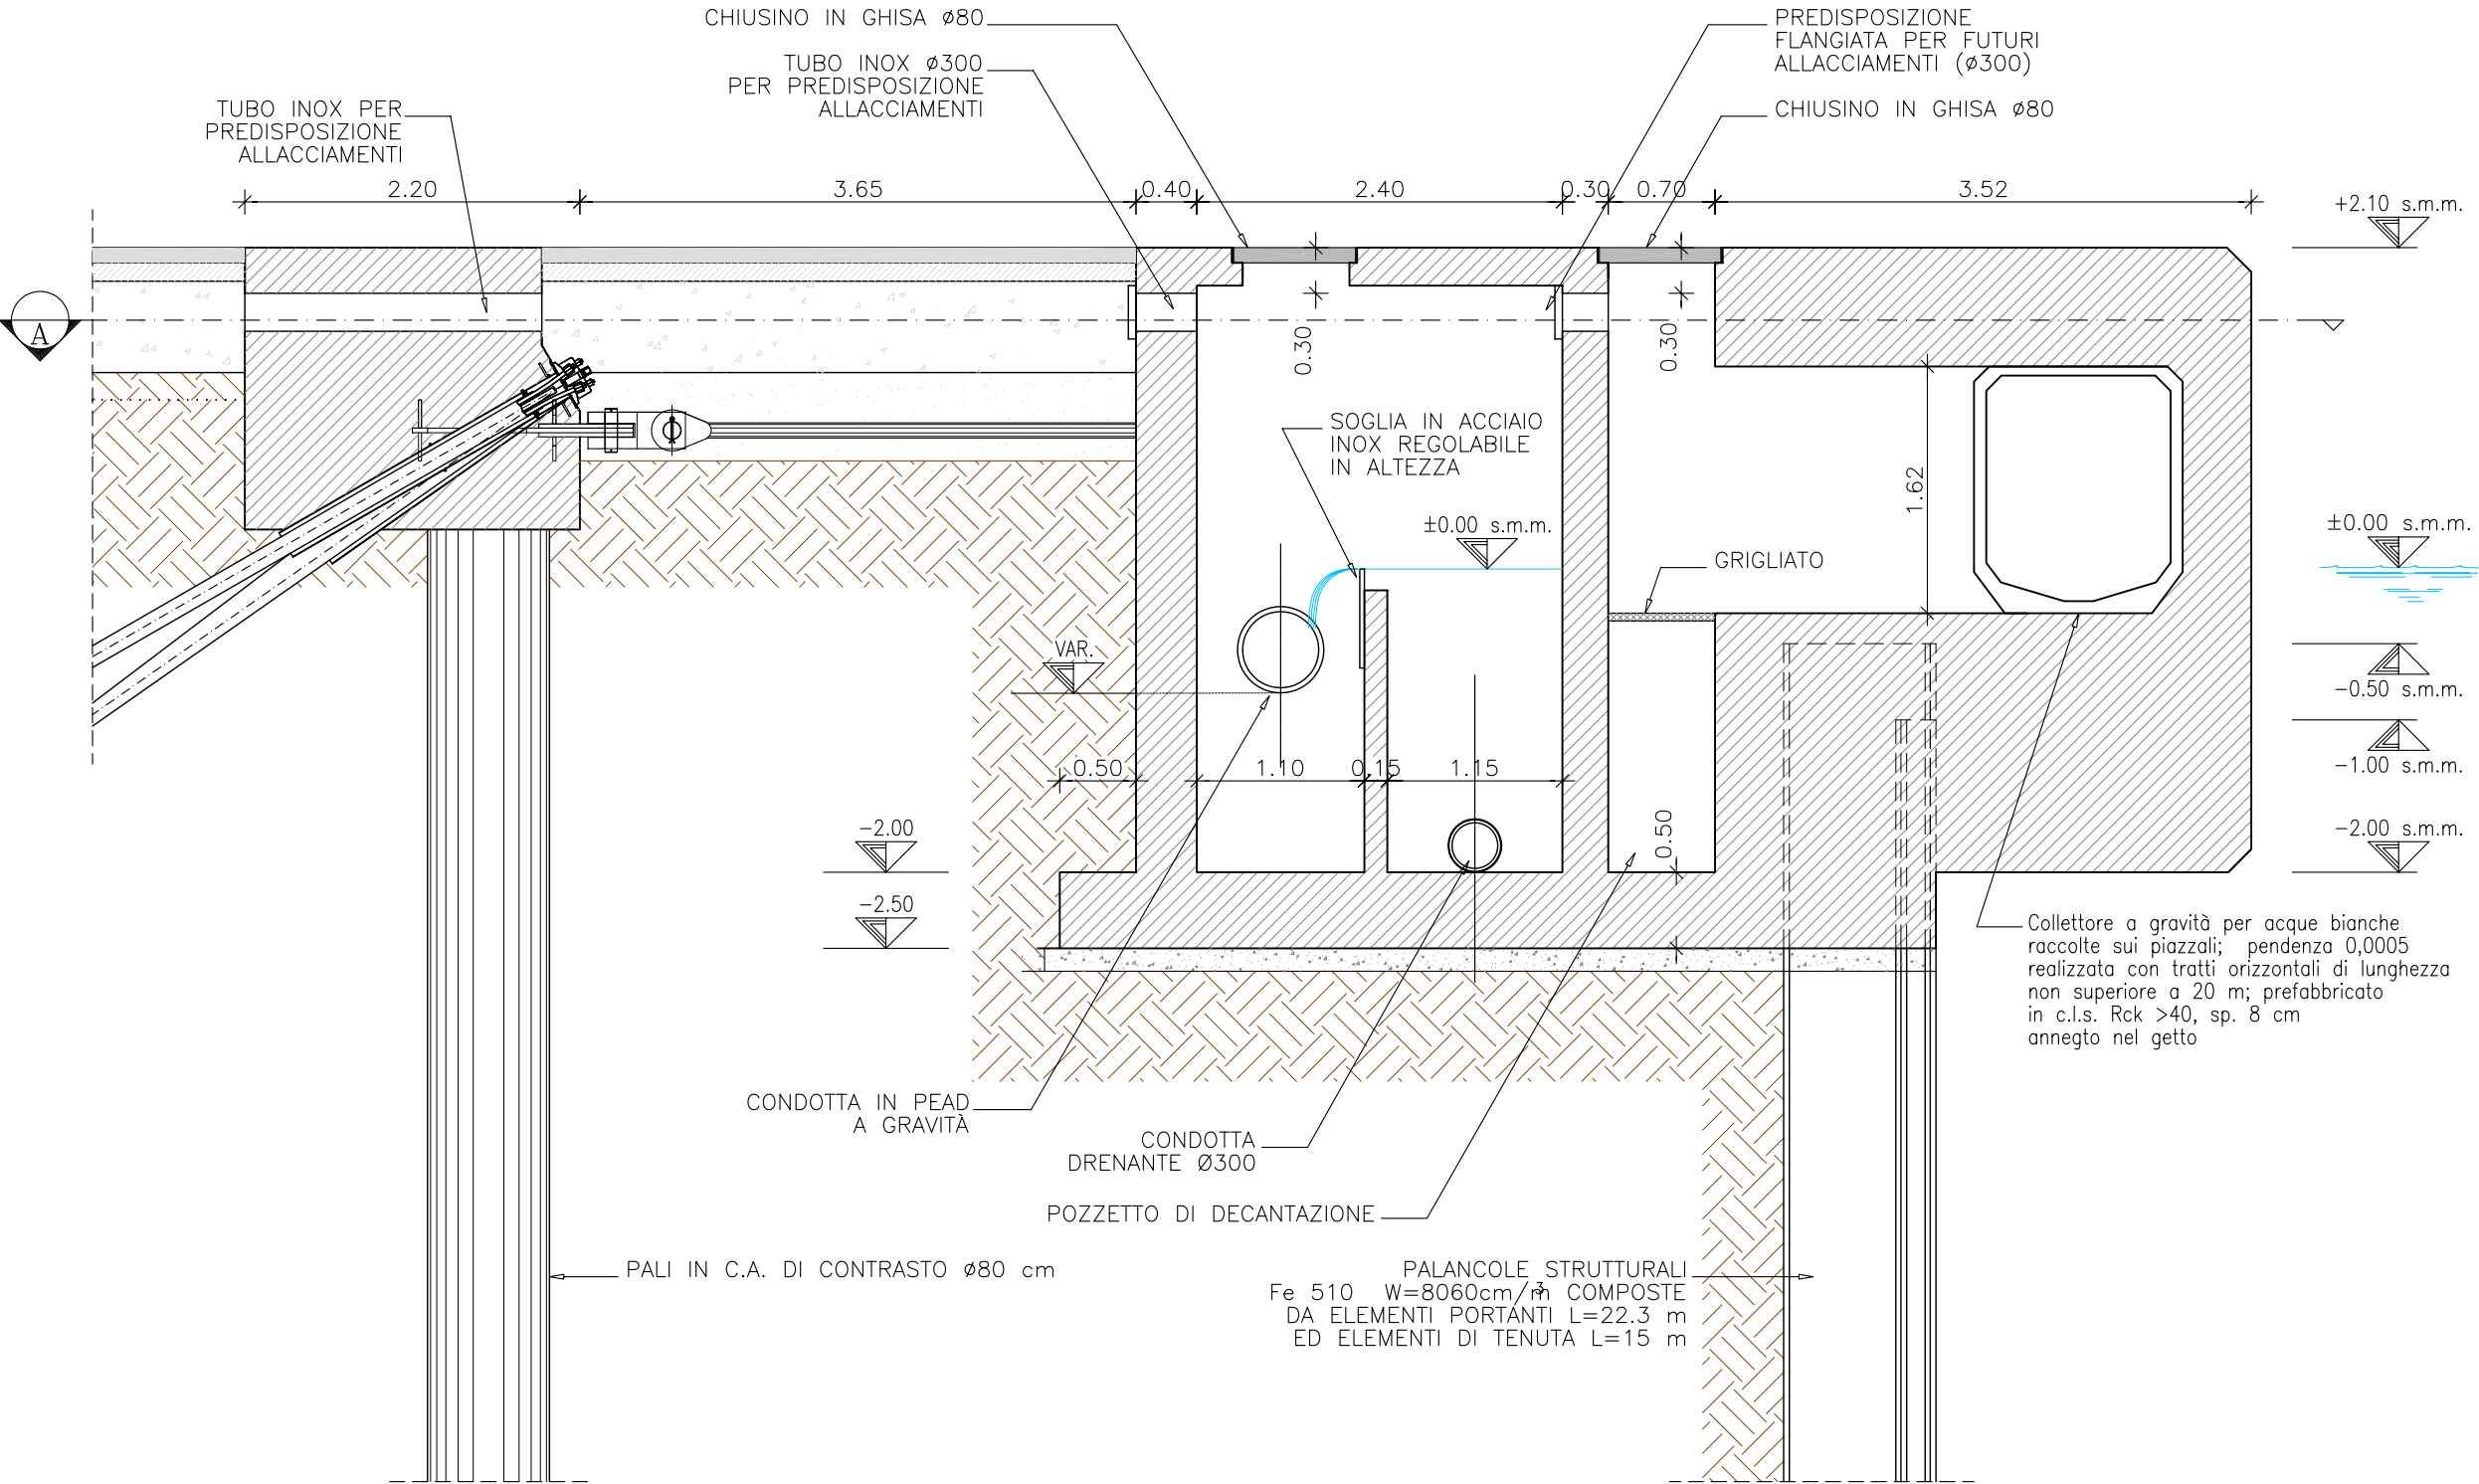 CHIUSINO IN GHISA ø80
TUBO INOX ø300
PER PREDISPOSIZIONE
ALLACCIAMENTI
TUBO INOX PER
PREDISPOSIZIONE
ALLACCIAMENTI
PREDISPOSIZIONE
FLANGIATA PER FUTURI
ALLACCIAMENTI (ø300)
CHIUSINO IN GHISA ø80
2.20
3.65
0.40
2.40
0.30
0.70
3.52
+2.10 s.m.m.
A
0.30
0.30
SOGLIA IN ACCIAIO
INOX REGOLABILE
IN ALTEZZA
1.62
±0.00 s.m.m.
±0.00 s.m.m.
GRIGLIATO
VAR.
-0.50 s.m.m.
-1.00 s.m.m.
0.50
1.10
0.15
1.15
0.50
-2.00
-2.00 s.m.m.
-2.50
Collettore a gravità per acque bianche
raccolte sui piazzali; pendenza 0,0005
realizzata con tratti orizzontali di lunghezza
non superiore a 20 m; prefabbricato
in c.l.s. Rck >40, sp. 8 cm
annegto nel getto
CONDOTTA IN PEAD
A GRAVITÀ
CONDOTTA
DRENANTE Ø300
POZZETTO DI DECANTAZIONE
PALI IN C.A. DI CONTRASTO ø80 cm
PALANCOLE STRUTTURALI
Fe 510 W=8060cm³/m COMPOSTE
DA ELEMENTI PORTANTI L=22.3 m
ED ELEMENTI DI TENUTA L=15 m